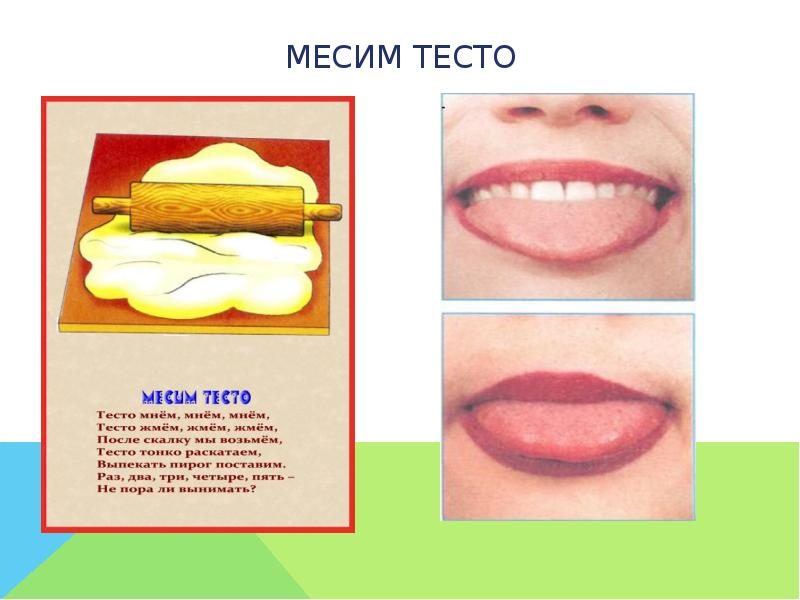 МЕСИМ ТЕСТО
МЕСИМ ТЕСТО
Тесто мнём, мнём, мнём,
Тесто жмём, жмём, жмём,
После скалку мы возьмём,
Тесто тонко раскатаем,
Выпекать пирог поставим.
Раз, два, три, четыре, пять –
Не пора ли вынимать?